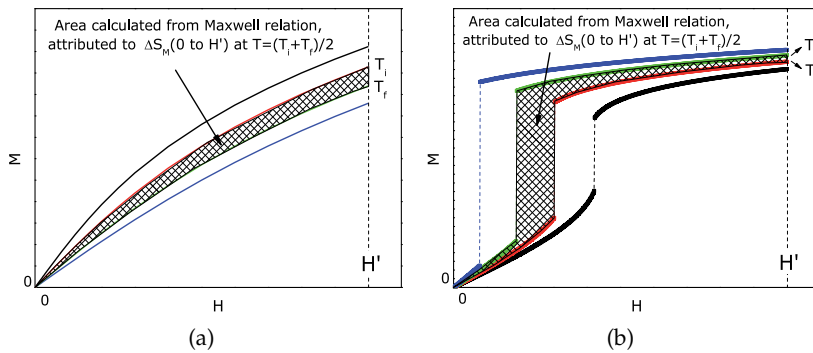 Area calculated from Maxwell relation,
attributed to ΔS_M(0 to H') at T=(T_i+T_f)/2
T_i
T_f
M
H'
0
0
H
(a)
Area calculated from Maxwell relation,
attributed to ΔS_M(0 to H') at T=(T_i+T_f)/2
T
T
M
H'
0
0
H
(b)